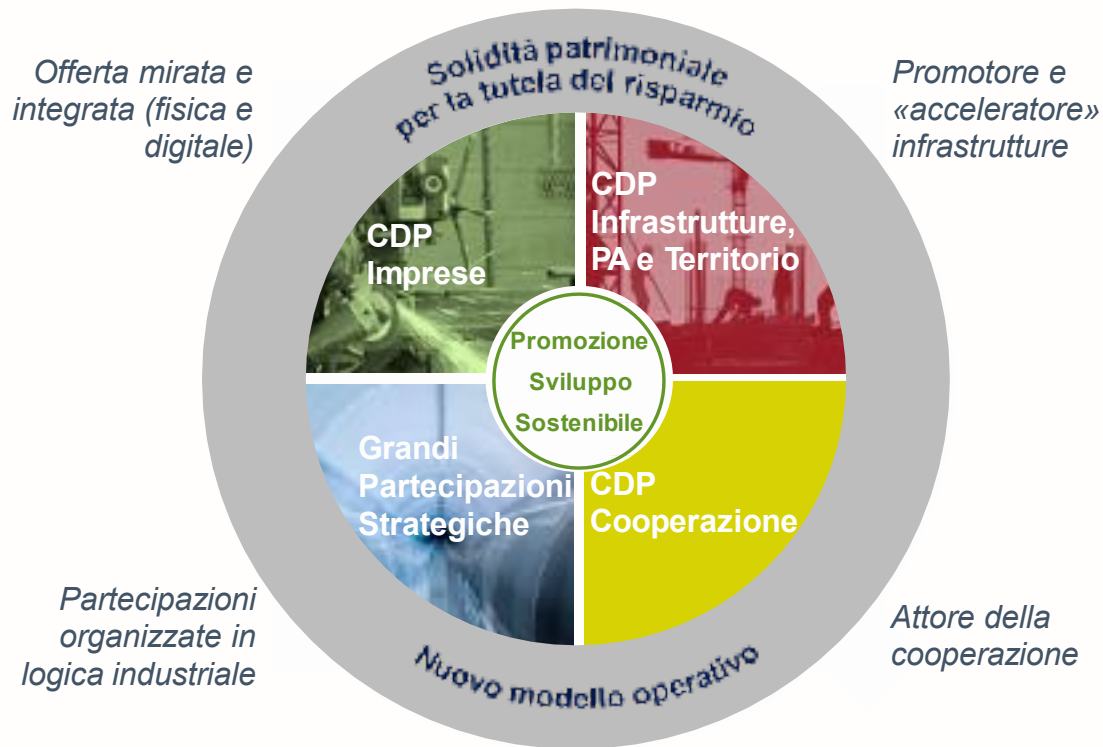 Solidità patrimoniale
per la tutela del risparmio
Offerta mirata e
integrata (fisica e
digitale)
Promotore e
«acceleratore»
infrastrutture
CDP
Imprese
CDP
Infrastrutture,
PA e Territorio
Promozione
Sviluppo
Sostenibile
Grandi
Partecipazioni
Strategiche
CDP
Cooperazione
Partecipazioni
organizzate in
logica industriale
Attore della
cooperazione
Nuovo modello operativo